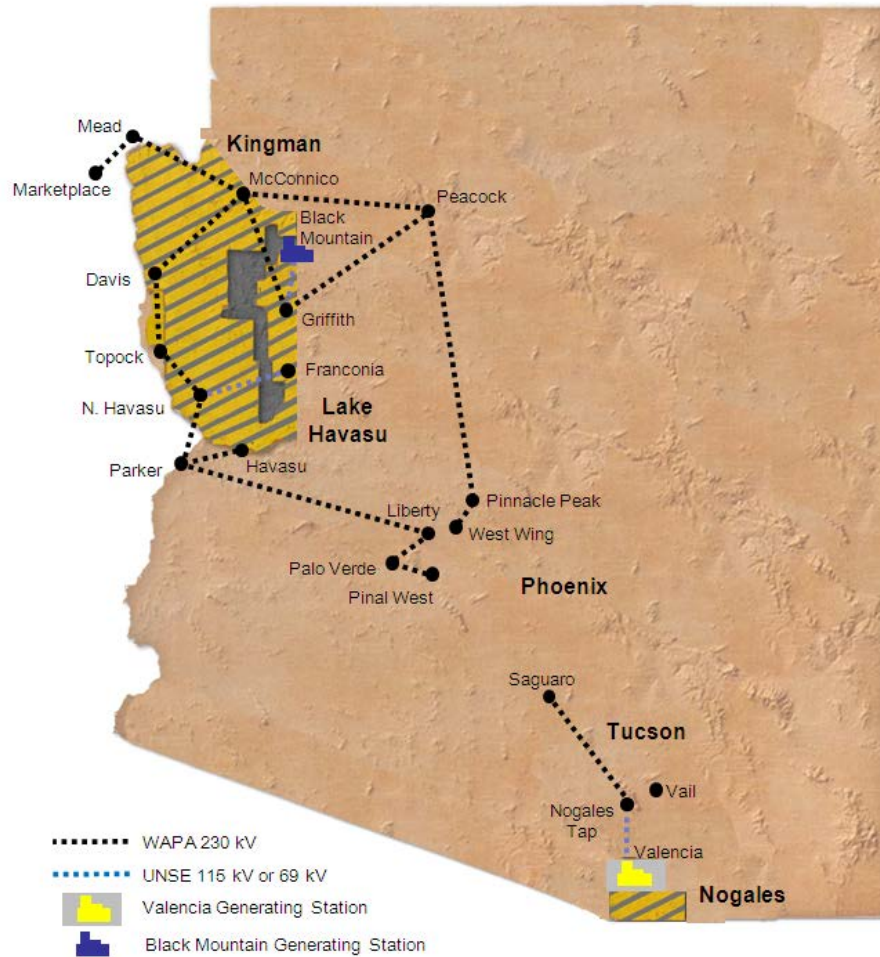 Mead
Kingman
McConnico
Marketplace
Peacock
Black
Mountain
Davis
Griffith
Topock
Franconia
N. Havasu
Lake
Havasu
Parker
Havasu
Pinnacle Peak
Liberty
West Wing
Palo Verde
Phoenix
Pinal West
Saguaro
Tucson
Vail
Nogales
Tap
Valencia
Nogales
WAPA 230 kV
UNSE 115 kV or 69 kV
Valencia Generating Station
Black Mountain Generating Station